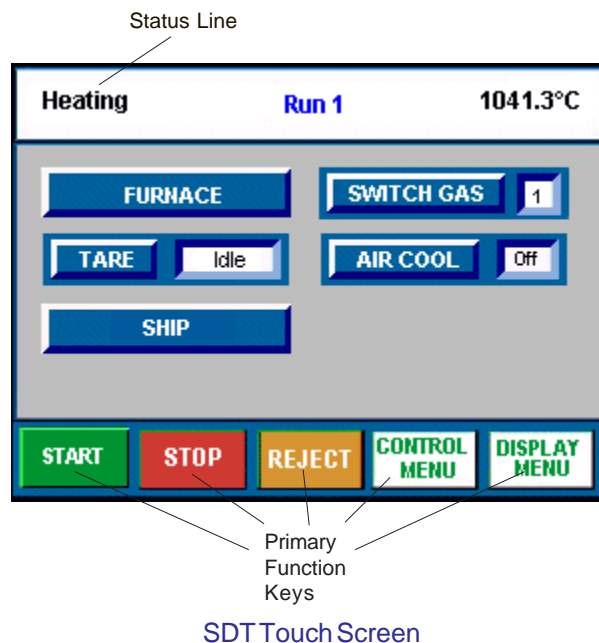 Status Line
Heating Run 1 1041.3°C
FURNACE SWITCH GAS 1
TARE Idle AIR COOL Off
SHIP
START STOP REJECT CONTROL MENU DISPLAY MENU
Primary
Function
Keys
SDT Touch Screen